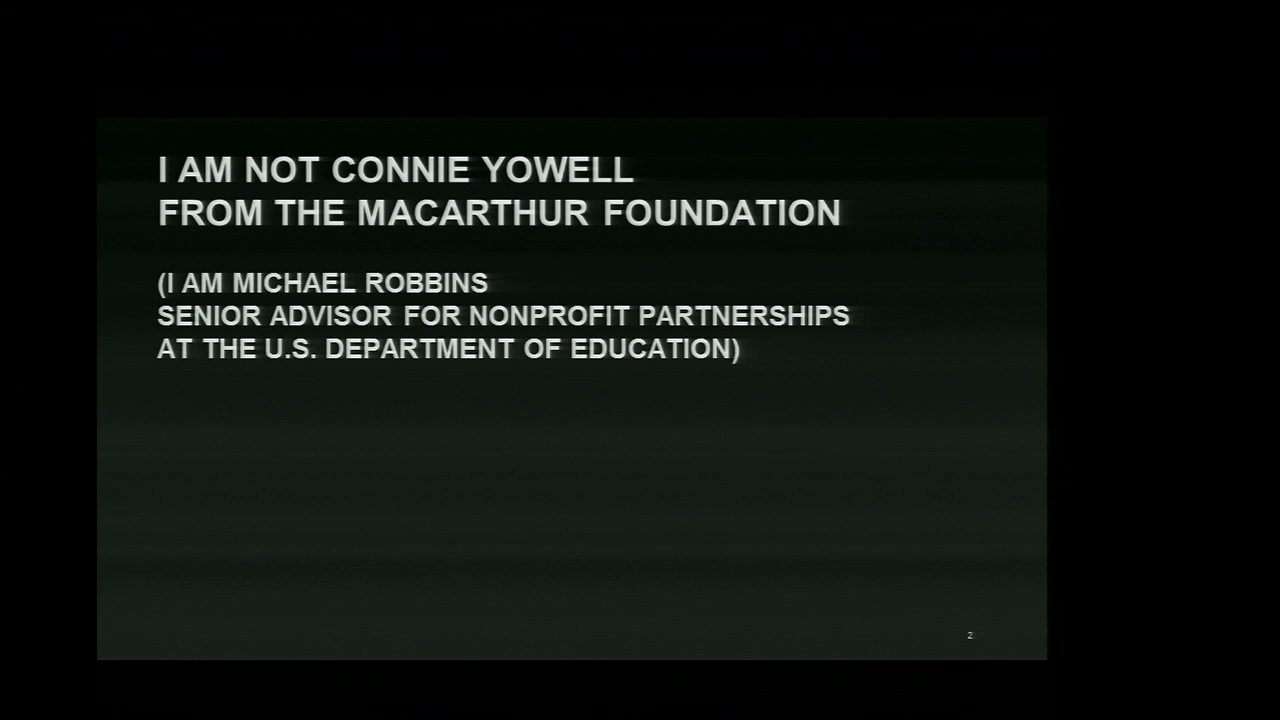 I AM NOT CONNIE YOWELL
FROM THE MACARTHUR FOUNDATION
(I AM MICHAEL ROBBINS
SENIOR ADVISOR FOR NONPROFIT PARTNERSHIPS
AT THE U.S. DEPARTMENT OF EDUCATION)
2